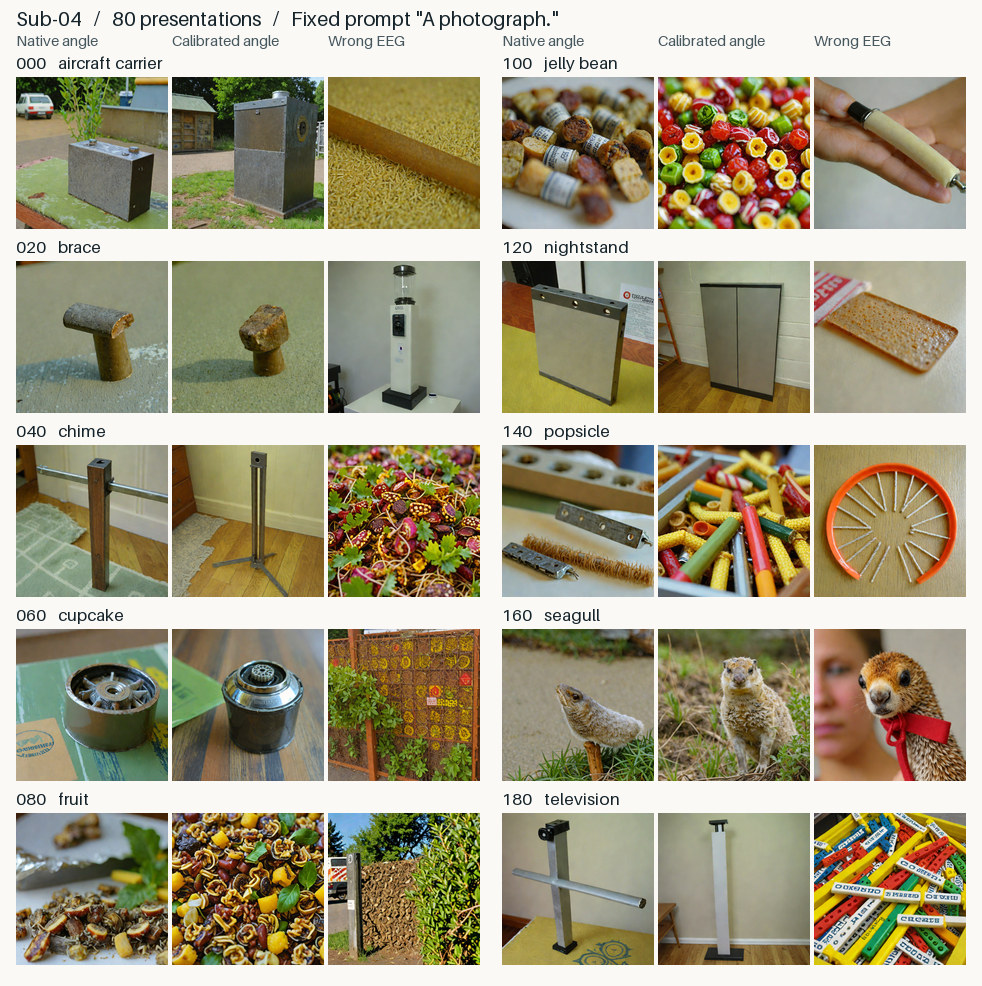 Sub-04 / 80 presentations / Fixed prompt "A photograph."
Native angle Calibrated angle Wrong EEG Native angle Calibrated angle Wrong EEG
000 aircraft carrier
100 jelly bean
020 brace
120 nightstand
040 chime
140 popsicle
060 cupcake
160 seagull
080 fruit
180 television